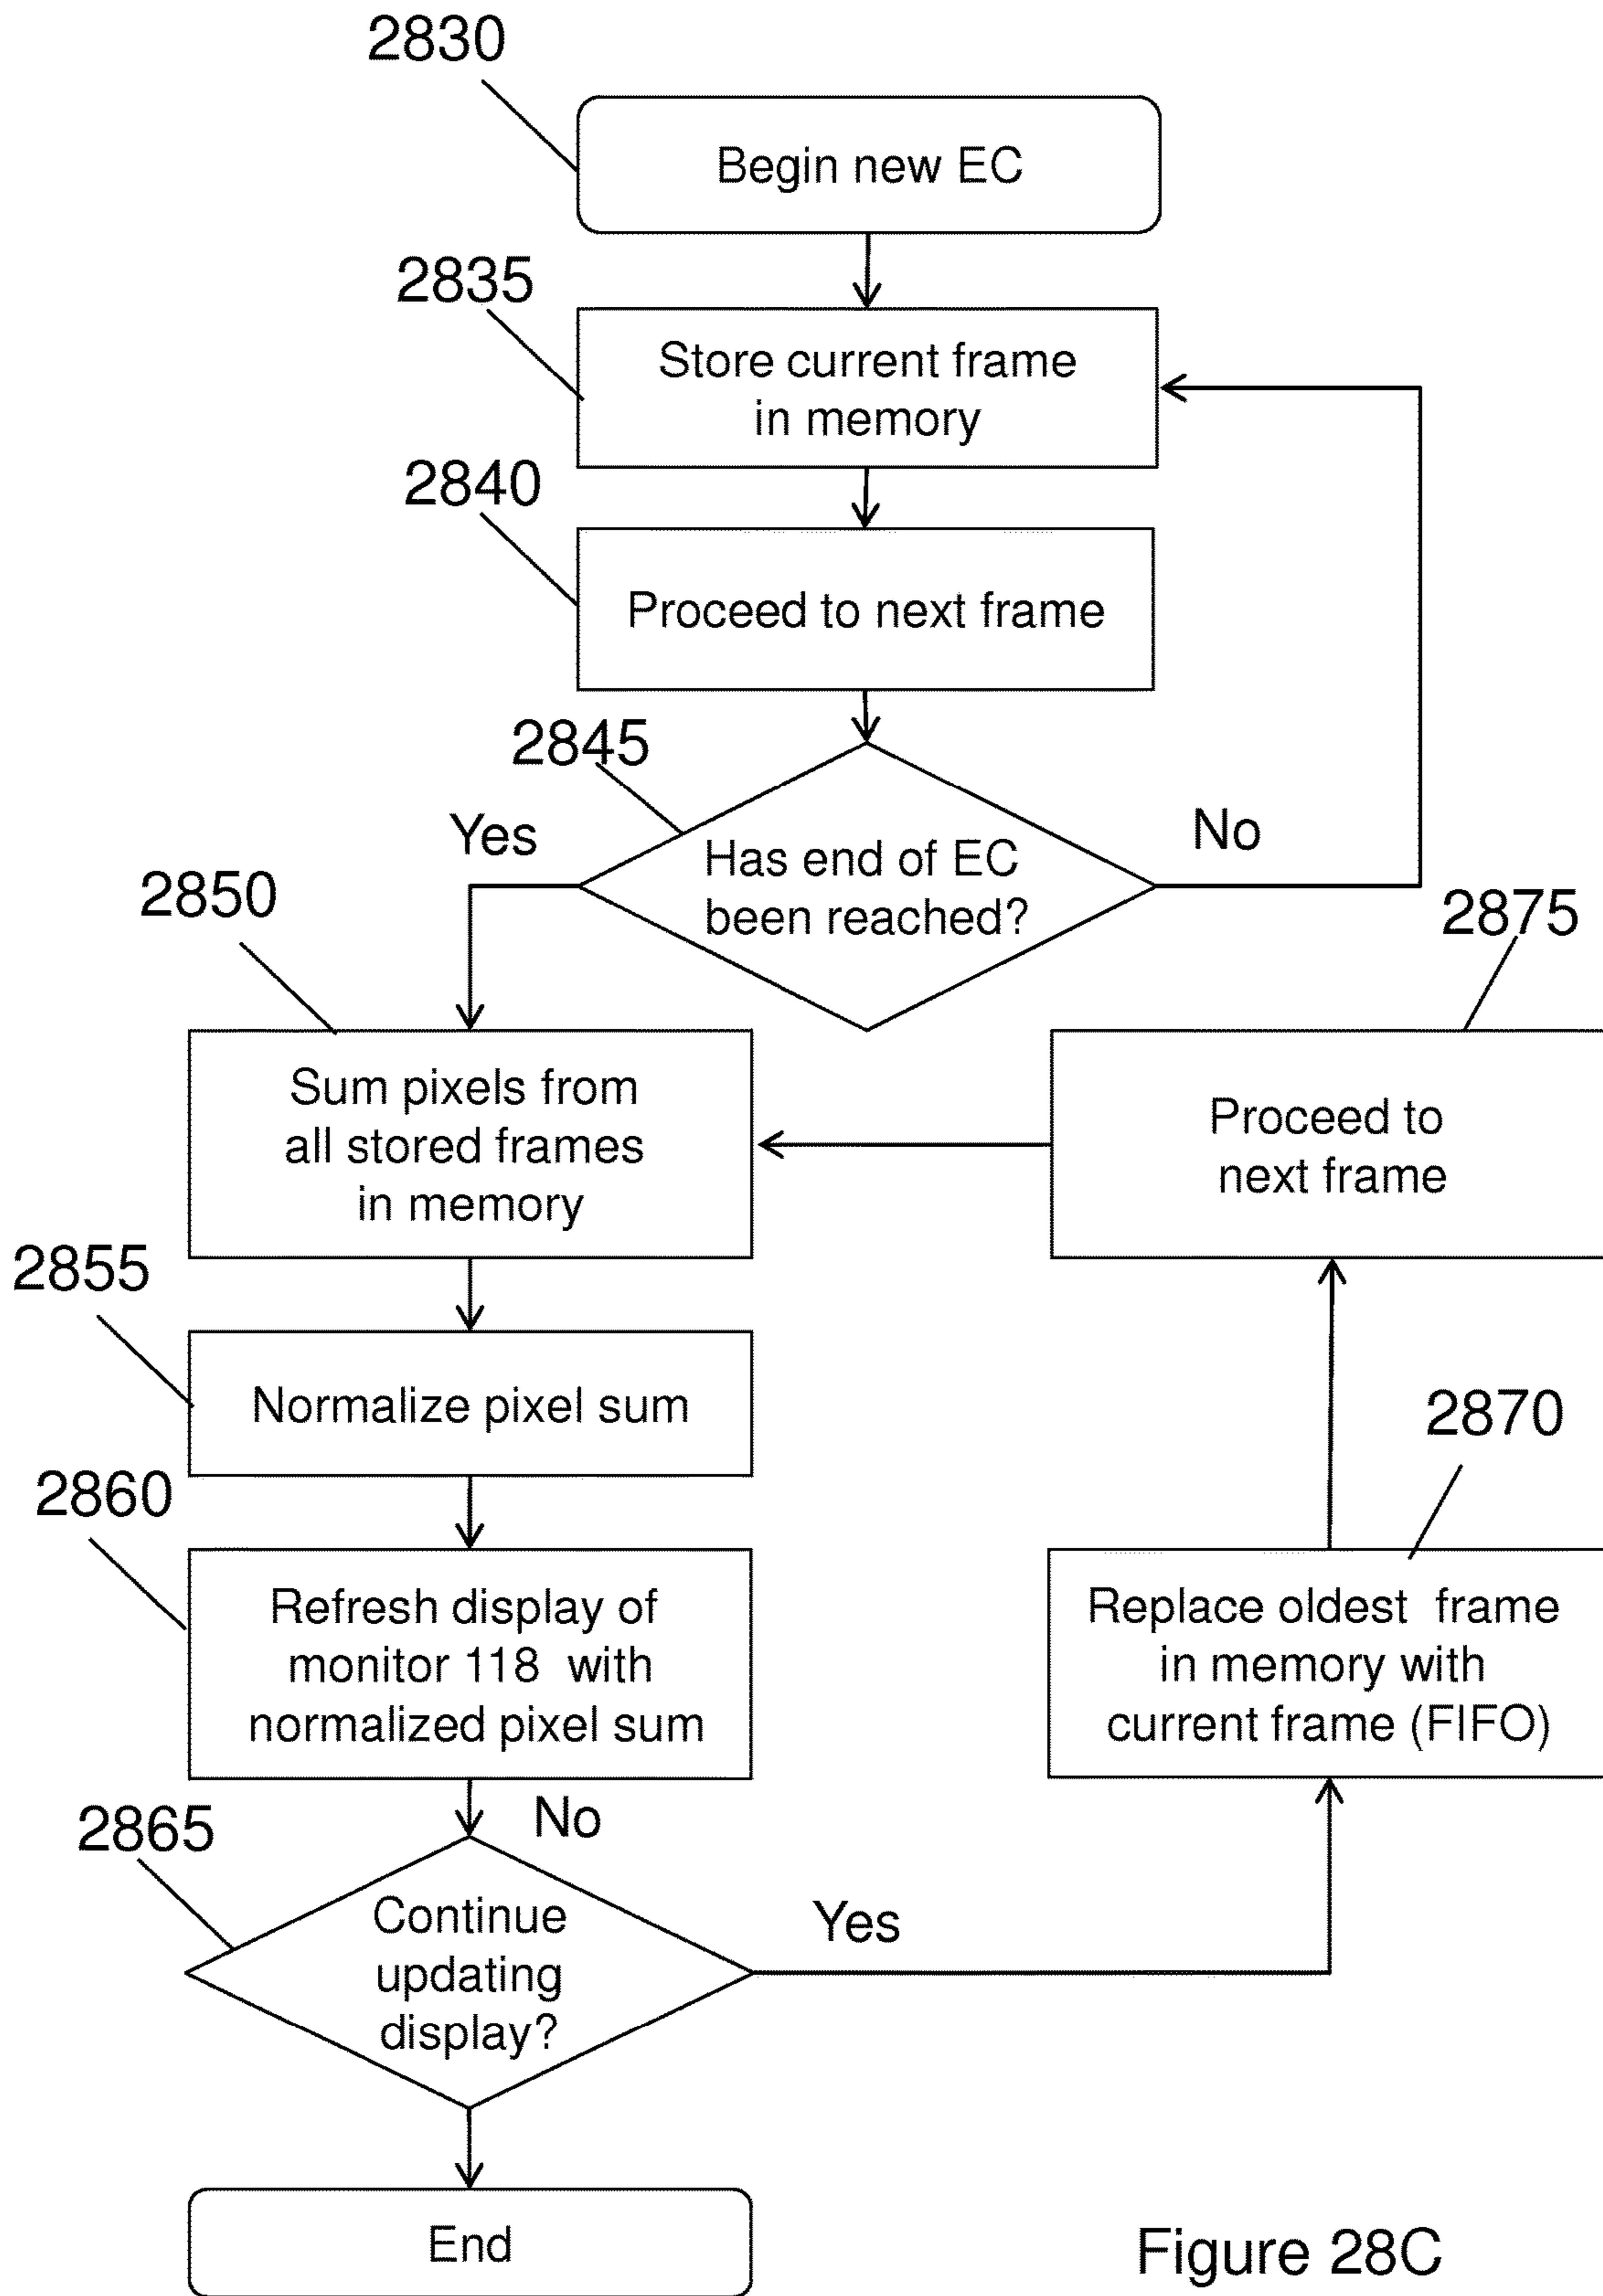 2830
Begin new EC
2835
Store current frame
in memory
2840
Proceed to next frame
2845
Yes
No
Has end of EC
been reached?
2850
2875
Sum pixels from
all stored frames
in memory
Proceed to
next frame
2855
Normalize pixel sum
2870
2860
Refresh display of
monitor 118 with
normalized pixel sum
Replace oldest frame
in memory with
current frame (FIFO)
2865
No
Continue
updating
display?
Yes
End
Figure 28C